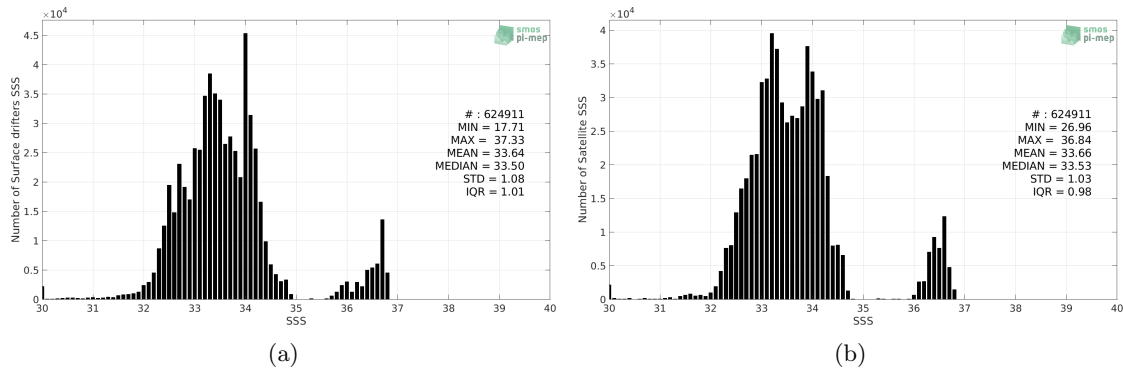 ×10⁴
4.5
4
3.5
3
2.5
2
1.5
1
0.5
0
Number of Surface drifters SSS
30 31 32 33 34 35 36 37 38 39 40
SSS
smos
pi-mep
# : 624911
MIN = 17.71
MAX = 37.33
MEAN = 33.64
MEDIAN = 33.50
STD = 1.08
IQR = 1.01
(a)
×10⁴
4
3.5
3
2.5
2
1.5
1
0.5
0
Number of Satellite SSS
30 31 32 33 34 35 36 37 38 39 40
SSS
smos
pi-mep
# : 624911
MIN = 26.96
MAX = 36.84
MEAN = 33.66
MEDIAN = 33.53
STD = 1.03
IQR = 0.98
(b)